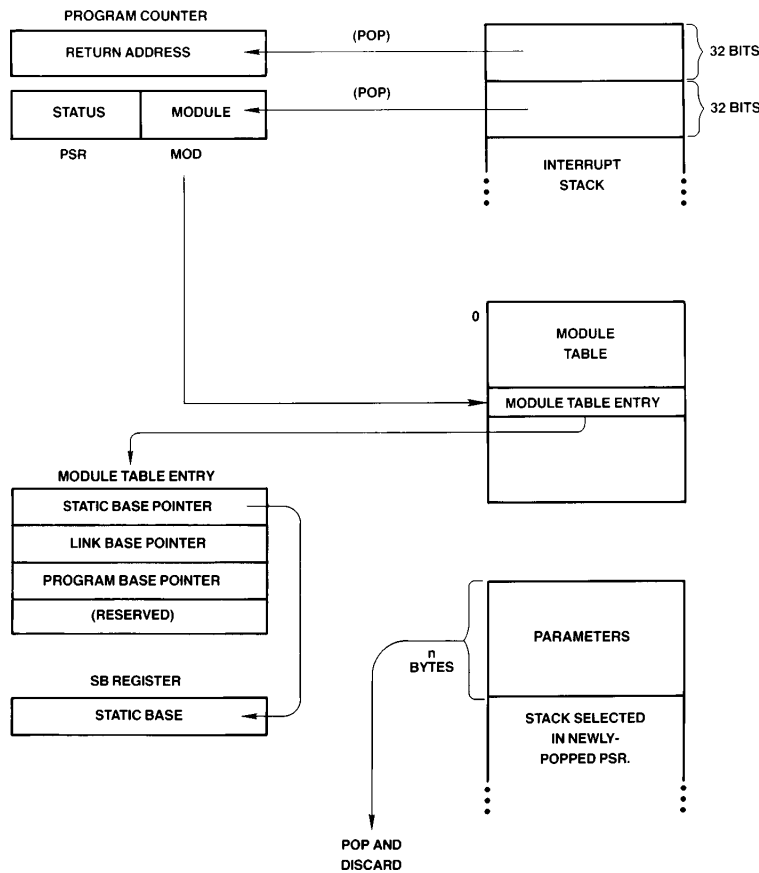 PROGRAM COUNTER
RETURN ADDRESS
(POP)
32 BITS
STATUS
MODULE
(POP)
32 BITS
PSR
MOD
INTERRUPT
STACK
0
MODULE
TABLE
MODULE TABLE ENTRY
MODULE TABLE ENTRY
STATIC BASE POINTER
LINK BASE POINTER
PROGRAM BASE POINTER
(RESERVED)
n
BYTES
PARAMETERS
SB REGISTER
STATIC BASE
STACK SELECTED
IN NEWLY-
POPPED PSR.
POP AND
DISCARD